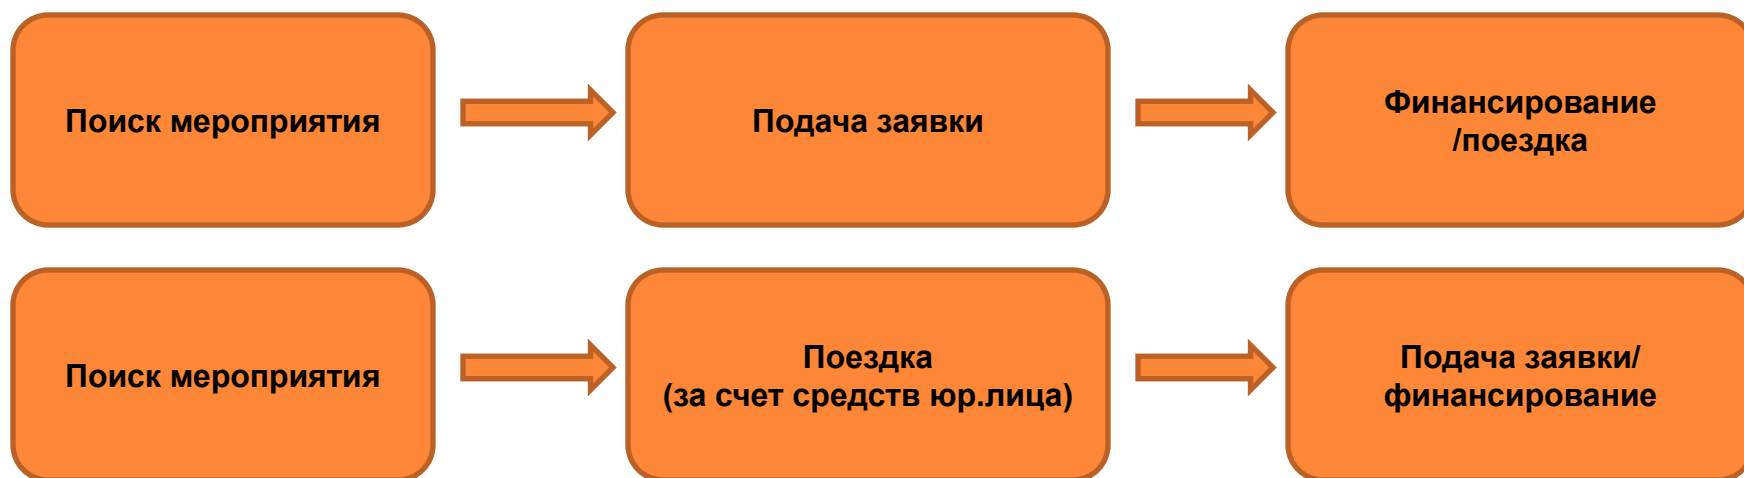 Поиск мероприятия
Подача заявки
Финансирование
/поездка
Поиск мероприятия
Поездка
(за счет средств юр.лица)
Подача заявки/
финансирование